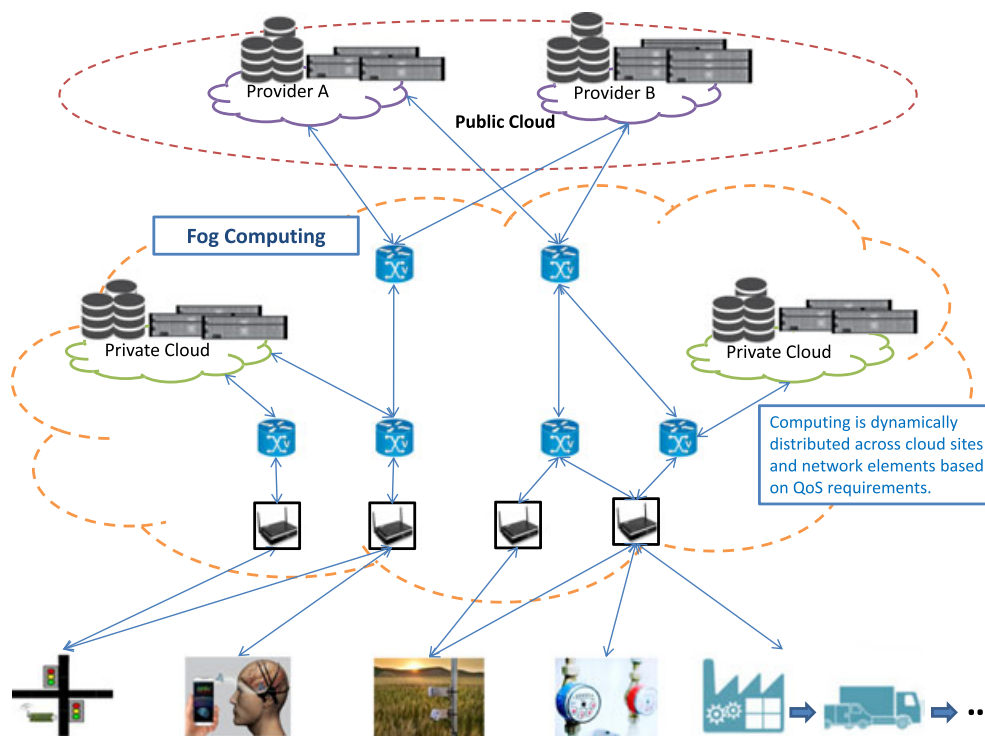 Provider A
Provider B
Public Cloud
Fog Computing
Private Cloud
Private Cloud
Computing is dynamically
distributed across cloud sites
and network elements based
on QoS requirements.
..